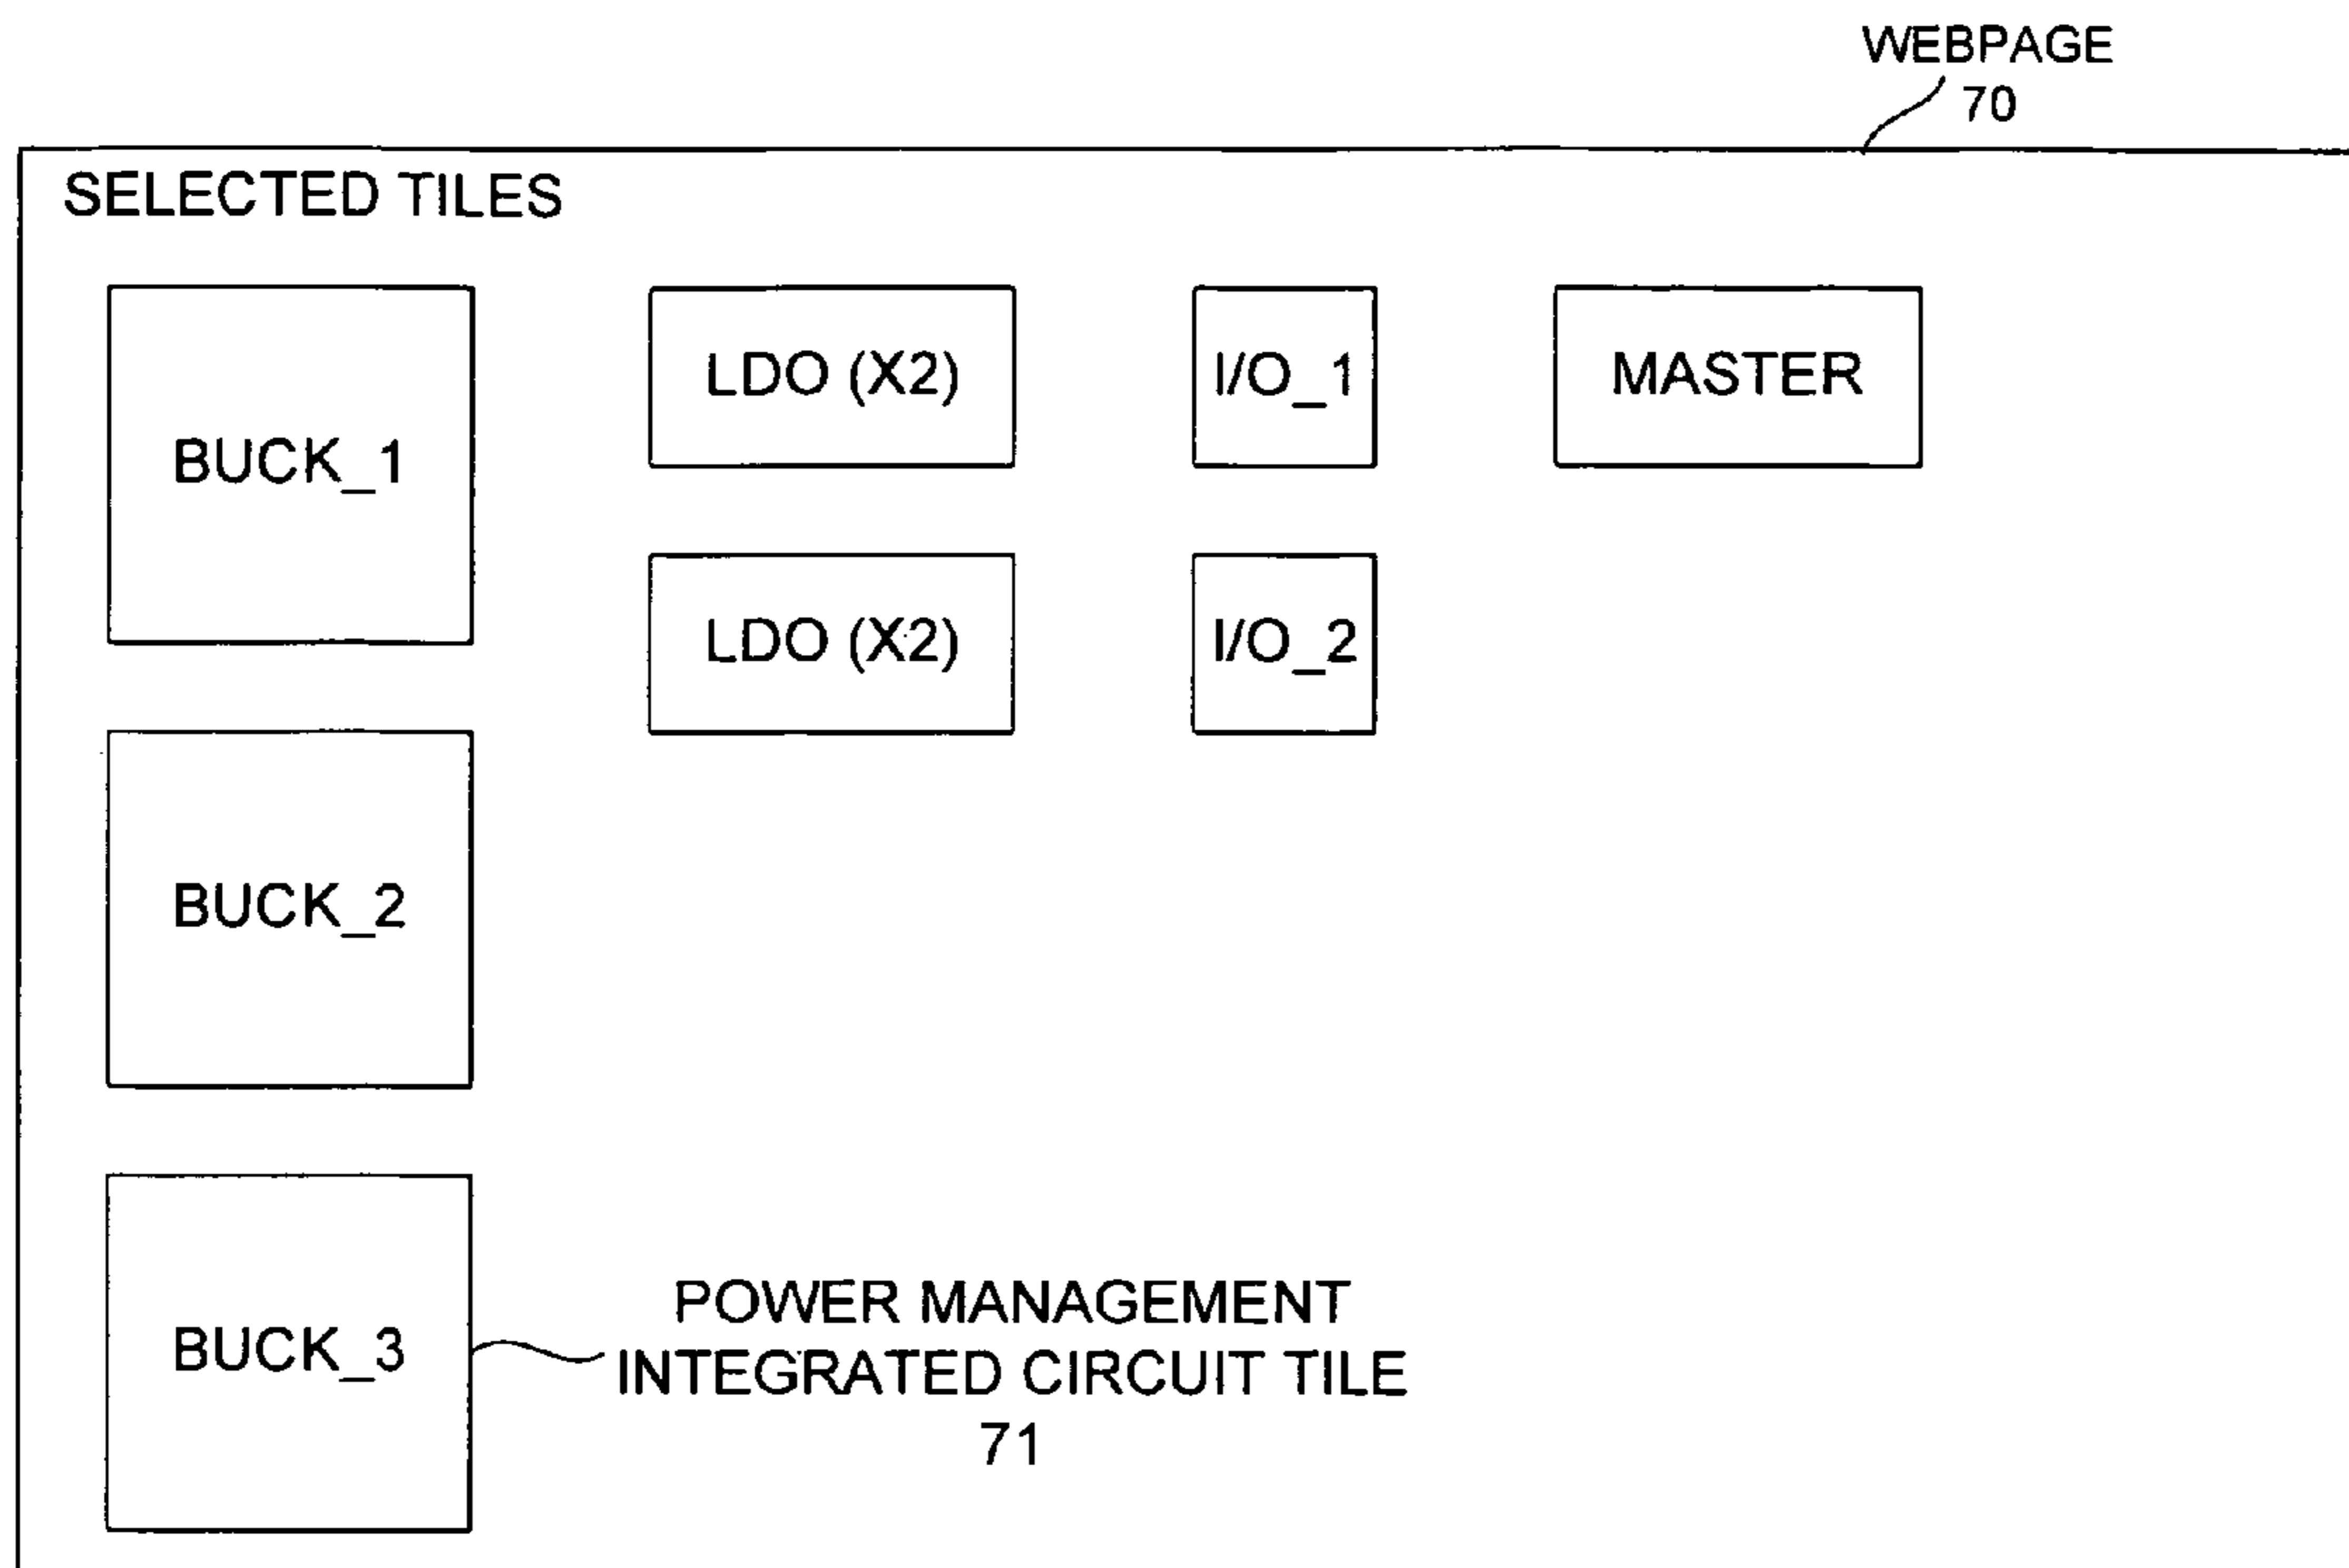 WEBPAGE
70
SELECTED TILES
BUCK_1
LDO (X2)
I/O_1
MASTER
LDO (X2)
I/O_2
BUCK_2
BUCK_3
POWER MANAGEMENT
INTEGRATED CIRCUIT TILE
71